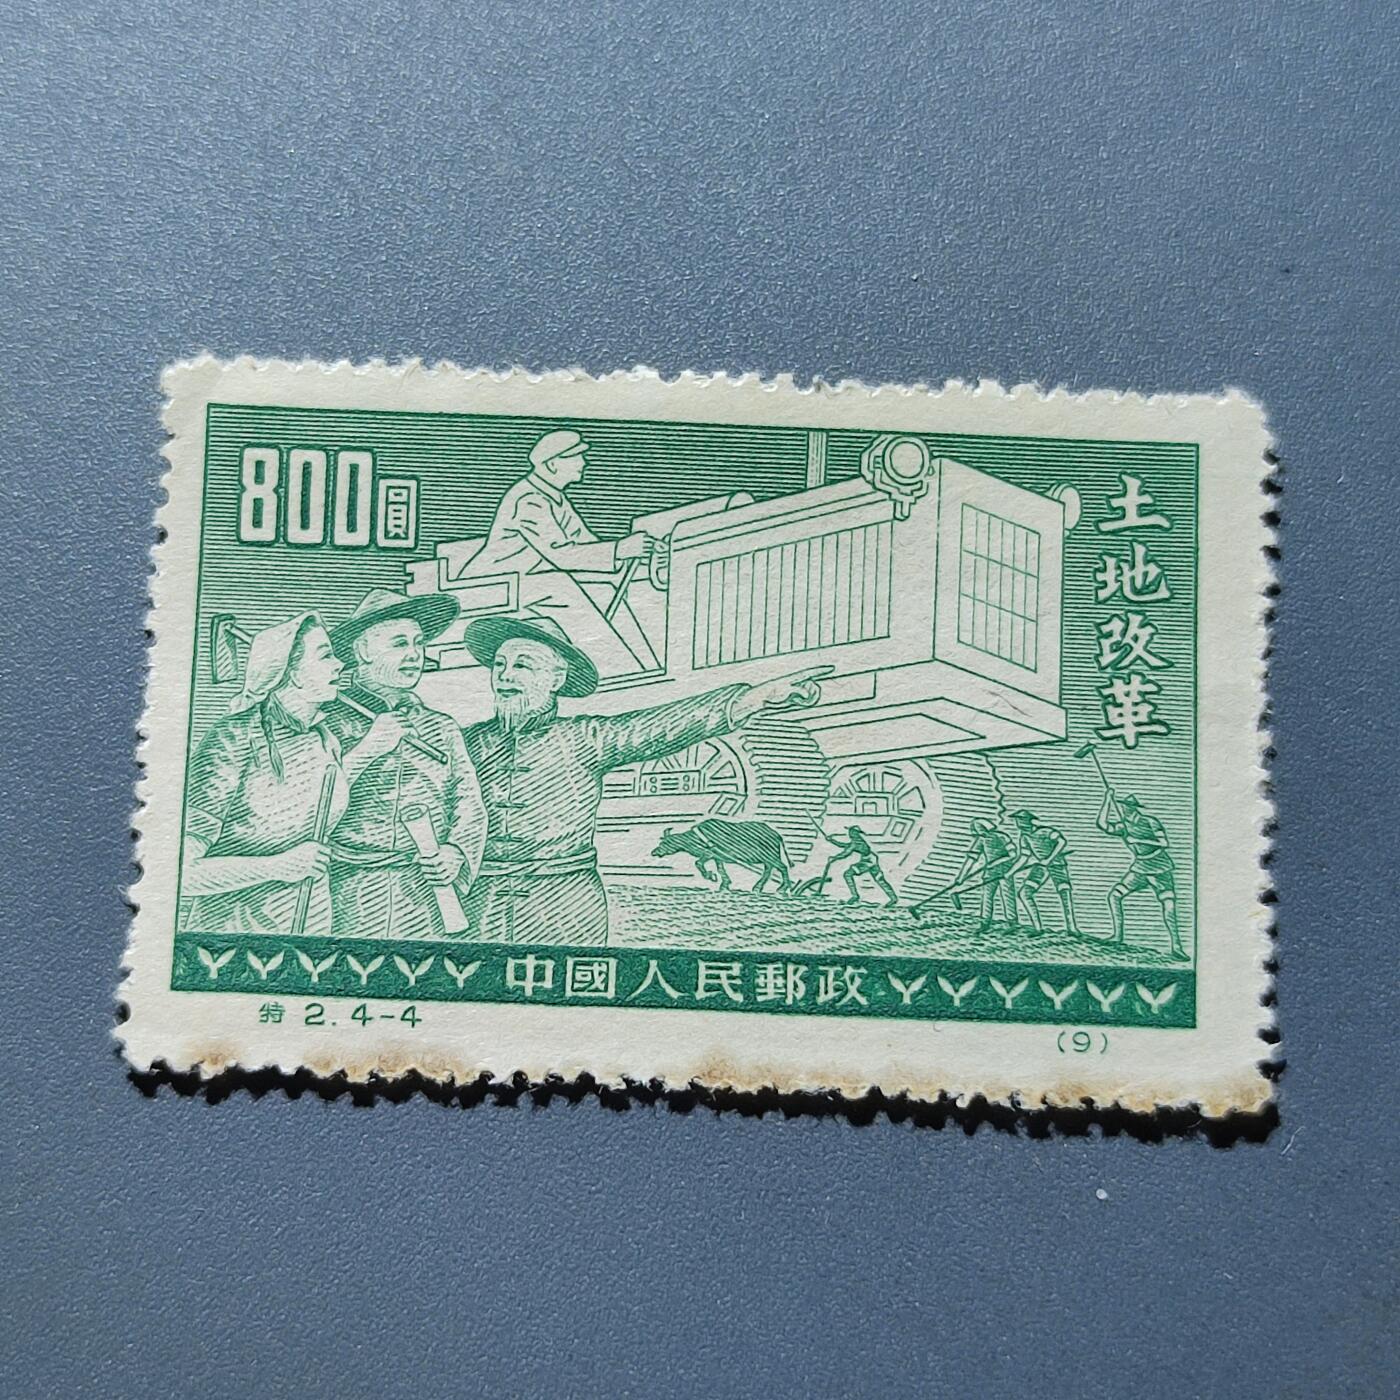 800圓
土地改革
中國人民郵政
特 2. 4-4
(9)